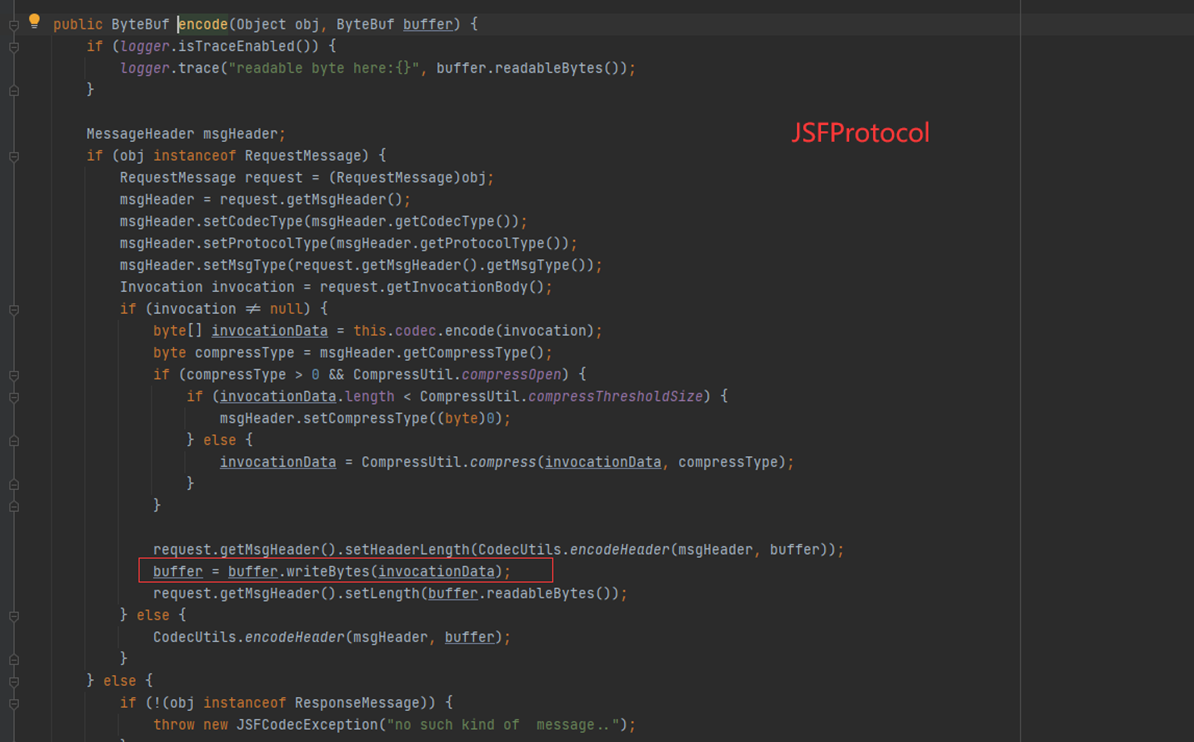 public ByteBuf encode(Object obj, ByteBuf buffer) {
if (logger.isTraceEnabled()) {
logger.trace("readable byte here:{}", buffer.readableBytes());
}
MessageHeader msgHeader;
JSFProtocol
if (obj instanceof RequestMessage) {
RequestMessage request = (RequestMessage)obj;
msgHeader = request.getMsgHeader();
msgHeader.setCodecType(msgHeader.getCodecType());
msgHeader.setProtocolType(msgHeader.getProtocolType());
msgHeader.setMsgType(request.getMsgHeader().getMsgType());
Invocation invocation = request.getInvocationBody();
if (invocation ≠ null) {
byte[] invocationData = this.codec.encode(invocation);
byte compressType = msgHeader.getCompressType();
if (compressType > 0 && CompressUtil.compressOpen) {
if (invocationData.length < CompressUtil.compressThresholdSize) {
msgHeader.setCompressType((byte)0);
} else {
invocationData = CompressUtil.compress(invocationData, compressType);
}
}
request.getMsgHeader().setHeaderLength(CodecUtils.encodeHeader(msgHeader, buffer));
buffer = buffer.writeBytes(invocationData);
request.getMsgHeader().setLength(buffer.readableBytes());
} else {
CodecUtils.encodeHeader(msgHeader, buffer);
}
} else {
if (!(obj instanceof ResponseMessage)) {
throw new JSFCodecException("no such kind of  message..");